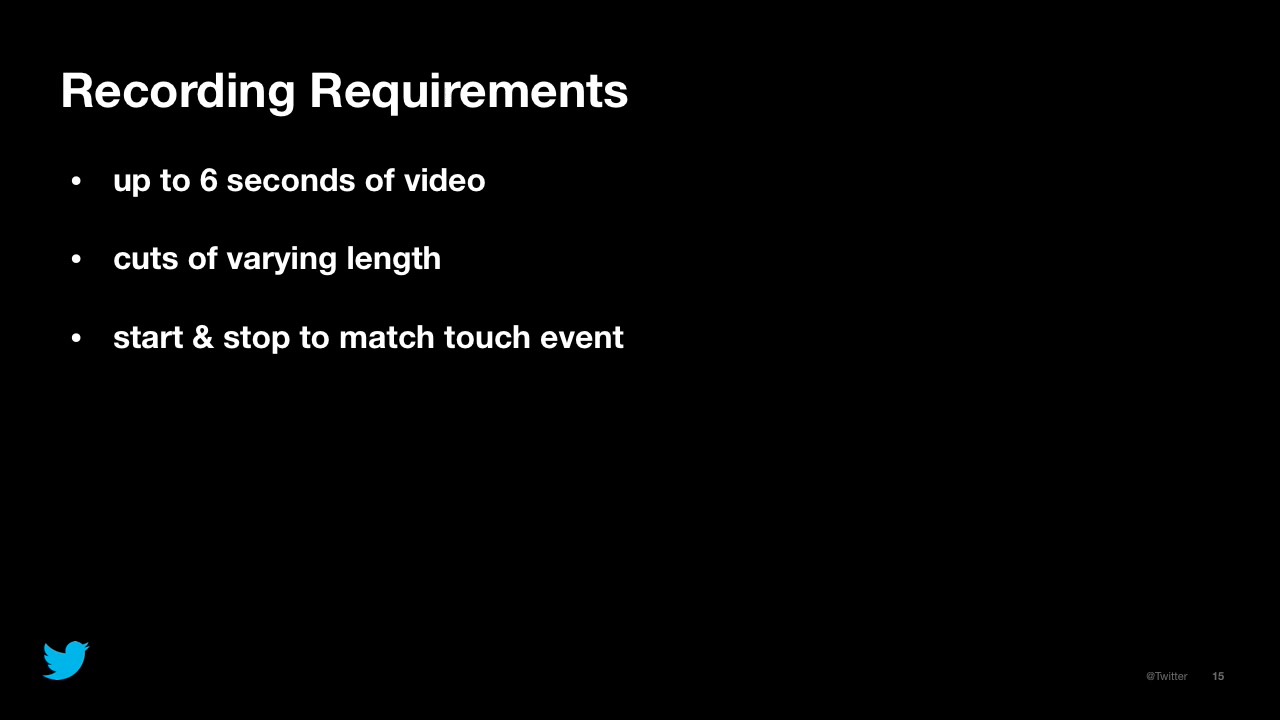 Recording Requirements
• up to 6 seconds of video
• cuts of varying length
• start & stop to match touch event
@Twitter 15